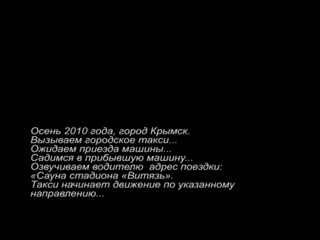 Осень 2010 года, город Крымск.
Вызываем городское такси...
Ожидаем приезда машины...
Садимся в прибывшую машину...
Озвучиваем водителю адрес поездки:
«Сауна стадиона «Витязь».
Такси начинает движение по указанному
направлению...